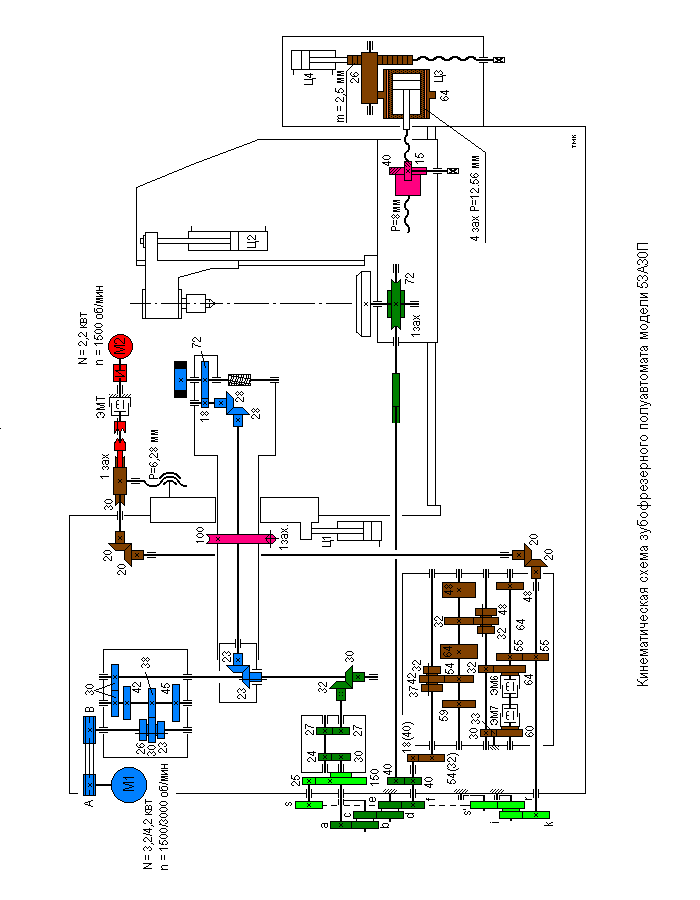 Ц4
26
m = 2,5 мм
Ц3
64
тмк
40
15
P=8мм
4 зах P=12.56 мм
Ц2
72
1зах
N = 2,2 квт
n = 1500 об/мин
M2
ЭМТ
1 зах
30
P=6,28 мм
20
20
72
18
28
28
100
1зах.
Ц1
A
B
M1
N = 3,2/4,2 квт
n = 1500/3000 об/мин
30
42
38
45
26
30
23
23
23
32
30
27
27
24
30
25
150
s
a
c
e
b
d
f
s'
i
r
k
40
40
18(40)
54(32)
37
42
32
32
48
64
54
59
32
30
33
ЭМ7
ЭМ6
60
64
32
48
64
55
55
48
20
20
Кинематическая схема зубофрезерного полуавтомата модели 53А30П